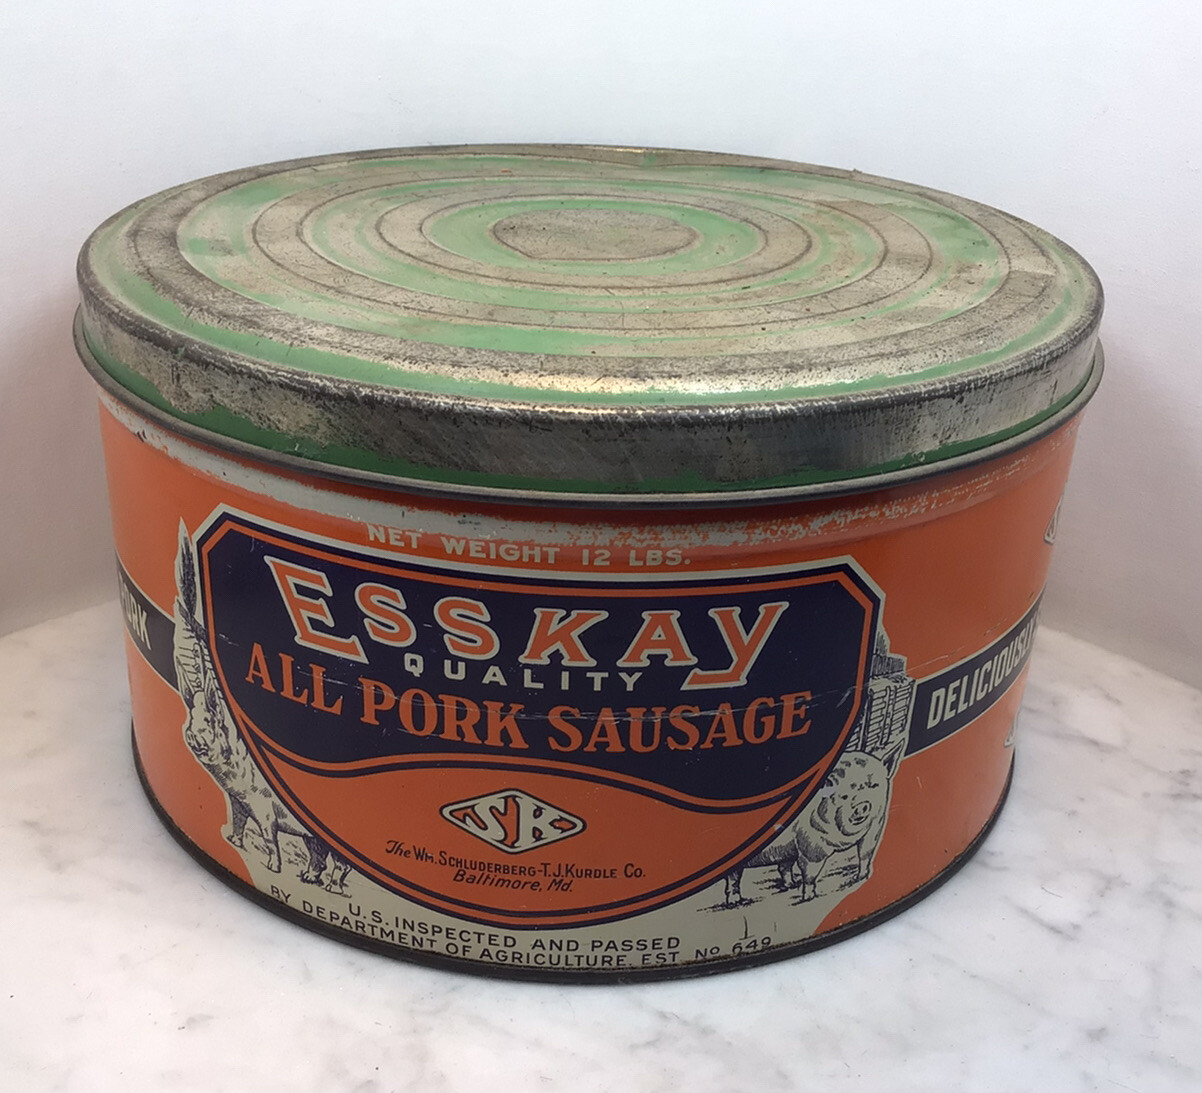 NET WEIGHT 12 LBS.
ESSKAY
QUALITY
ALL PORK SAUSAGE
SK
The Wm. SCHLUDERBERG-T.J. KURDLE Co.
Baltimore, Md.
U.S. INSPECTED AND PASSED
BY DEPARTMENT OF AGRICULTURE. EST. No 649
DELICIOUSLY